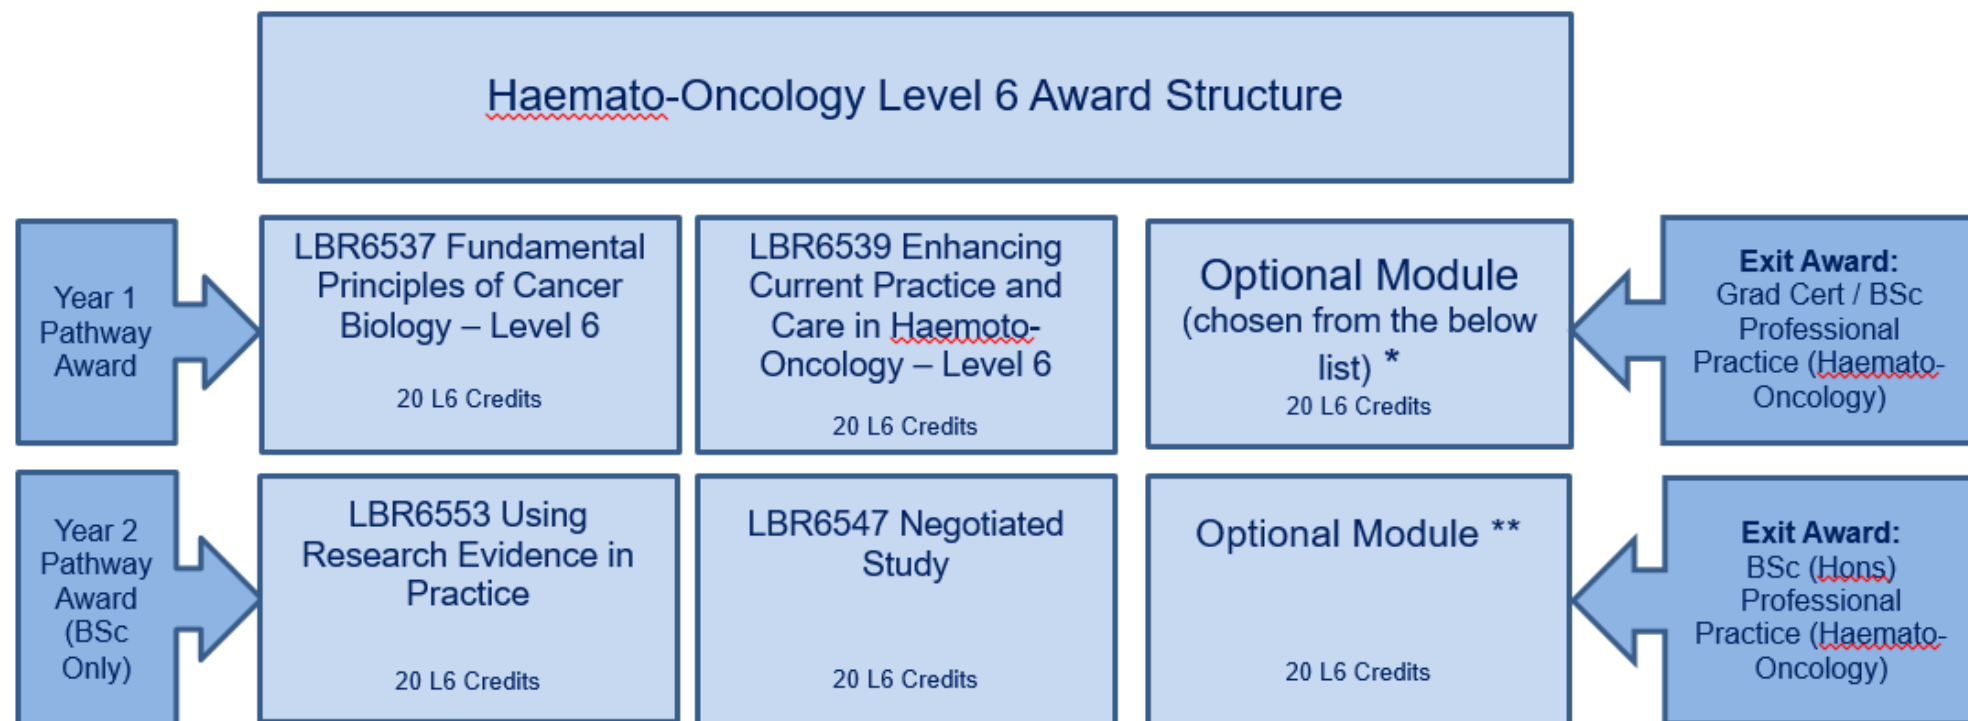 Haemato-Oncology Level 6 Award Structure
Year 1
Pathway
Award
LBR6537 Fundamental
Principles of Cancer
Biology – Level 6
20 L6 Credits
LBR6539 Enhancing
Current Practice and
Care in Haemoto-
Oncology – Level 6
20 L6 Credits
Optional Module
(chosen from the below
list) *
20 L6 Credits
Exit Award:
Grad Cert / BSc
Professional
Practice (Haemato-
Oncology)
Year 2
Pathway
Award
(BSc
Only)
LBR6553 Using
Research Evidence in
Practice
20 L6 Credits
LBR6547 Negotiated
Study
20 L6 Credits
Optional Module **
20 L6 Credits
Exit Award:
BSc (Hons)
Professional
Practice (Haemato-
Oncology)